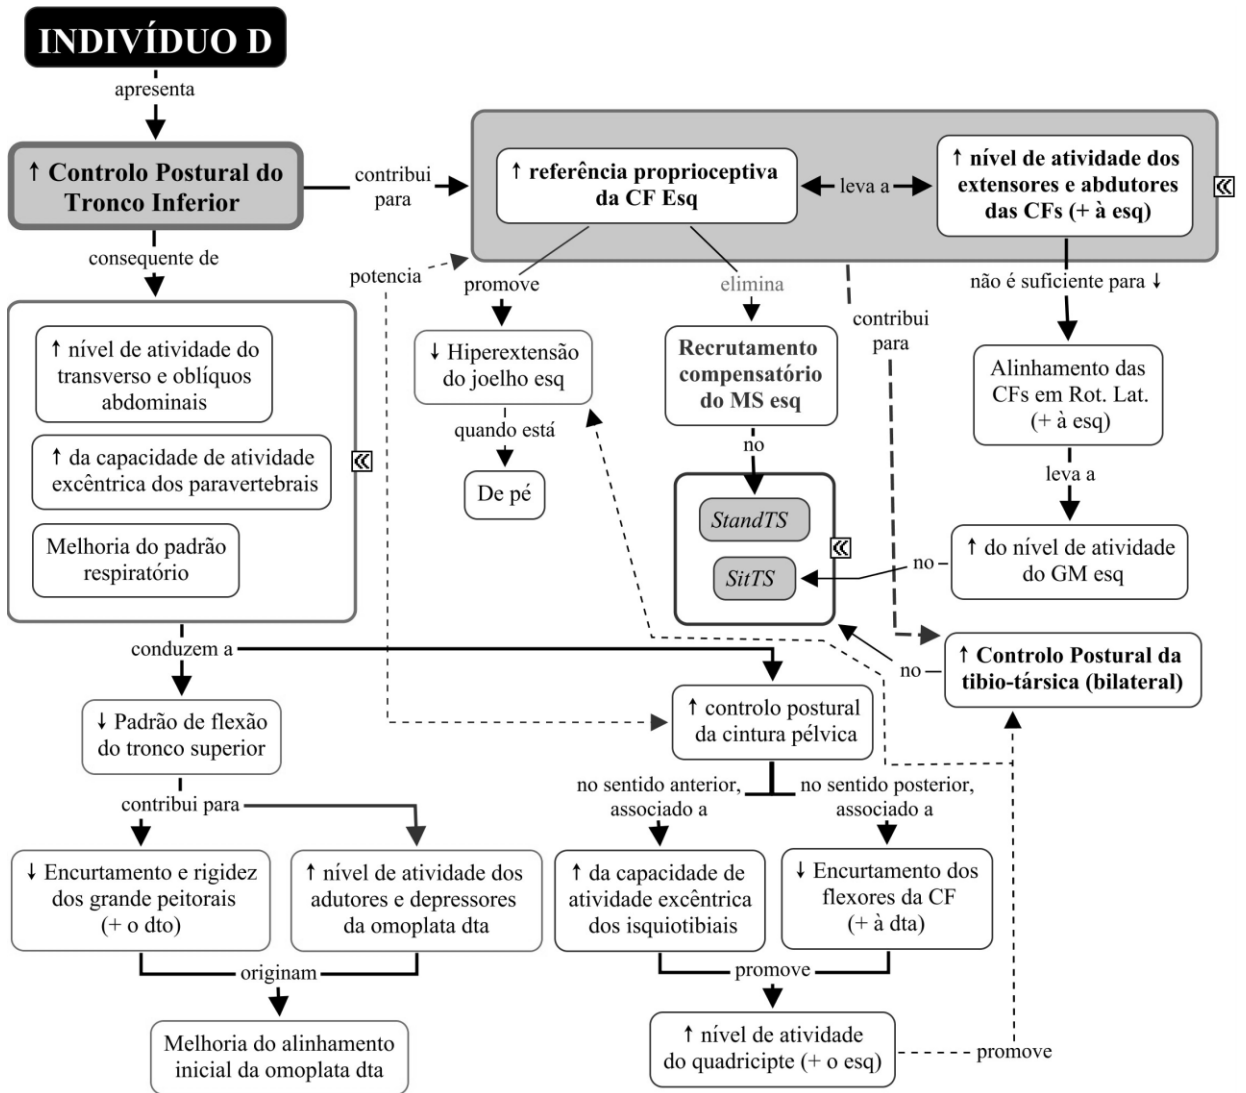 INDIVÍDUO D
apresenta
↑ Controlo Postural do
Tronco Inferior
contribui
para
↑ referência proprioceptiva
da CF Esq
leva a
↑ nível de atividade dos
extensores e abdutores
das CFs (+ à esq)
consequente de
potencia
promove
elimina
não é suficiente para ↓
contribui
para
↑ nível de atividade do
transverso e oblíquos
abdominais
↑ da capacidade de atividade
excêntrica dos paravertebrais
Melhoria do padrão
respiratório
↓ Hiperextensão
do joelho esq
quando está
De pé
Recrutamento
compensatório
do MS esq
no
StandTS
SitTS
Alinhamento das
CFs em Rot. Lat.
(+ à esq)
leva a
↑ do nível de atividade
do GM esq
no
↑ Controlo Postural da
tibio-társica (bilateral)
no
conduzem a
↓ Padrão de flexão
do tronco superior
↑ controlo postural
da cintura pélvica
contribui para
no sentido anterior,
associado a
no sentido posterior,
associado a
↓ Encurtamento e rigidez
dos grande peitorais
(+ o dto)
↑ nível de atividade dos
adutores e depressores
da omoplata dta
↑ da capacidade de
atividade excêntrica
dos isquiotibiais
↓ Encurtamento dos
flexores da CF
(+ à dta)
originam
promove
Melhoria do alinhamento
inicial da omoplata dta
↑ nível de atividade
do quadricipte (+ o esq)
promove